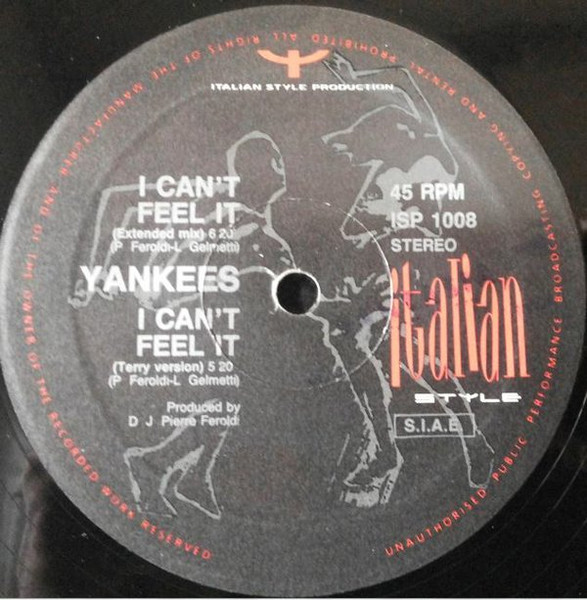 ALL RIGHTS OF THE MANUFACTURER AND OF THE OWNER OF THE RECORDED WORK RESERVED
UNAUTHORISED PUBLIC PERFORMANCE BROADCASTING COPYING AND RENTAL PROHIBITED
ITALIAN STYLE PRODUCTION
I CAN'T
FEEL IT
(Extended mix) 6 20
(P Feroldi-L Gelmetti)
YANKEES
I CAN'T
FEEL IT
(Terry version) 5 20
(P Feroldi-L Gelmetti)
Produced by
D J Pierre Feroldi
45 RPM
ISP 1008
STEREO
italian
STYLE
S.I.A.E